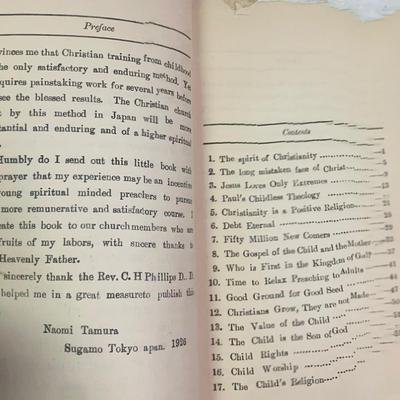 Preface
vinces me that Christian training from childhood
the only satisfactory and enduring method. Yet
quires painstaking work for several years before
see the blessed results. The Christian church
t by this method in Japan will be more
stantial and enduring and of a higher spiritual
Humbly do I send out this little book with
prayer that my experience may be an incentive
young spiritual minded preachers to pursue
more remunerative and satisfactory course. I
cate this book to our church members who are
fruits of my labors, with sincere thanks to
Heavenly Father.
sincerely thank the Rev. C. H Phillips D. D.
helped me in a great measureto publish this
Naomi Tamura
Sugamo Tokyo apan. 1926
Contents
1. The spirit of Christianity
2. The long mistaken face of Christ
3. Jesus Loves Only Extremes
4. Paul's Childless Theology 21
5. Christianity is a Positive Religion
6. Debt Eternal
7. Fifty Million New Comers
8. The Gospel of the Child and the Mother
9. Who is First in the Kingdom of God?
10. Time to Relax Preaching to Adults
11. Good Ground for Good Seed
12. Christians Grow, They are not Made
13. The Value of the Child
14. The Child is the Son of God
15. Child Rights
16. Child Worship
17. The Child's Religion